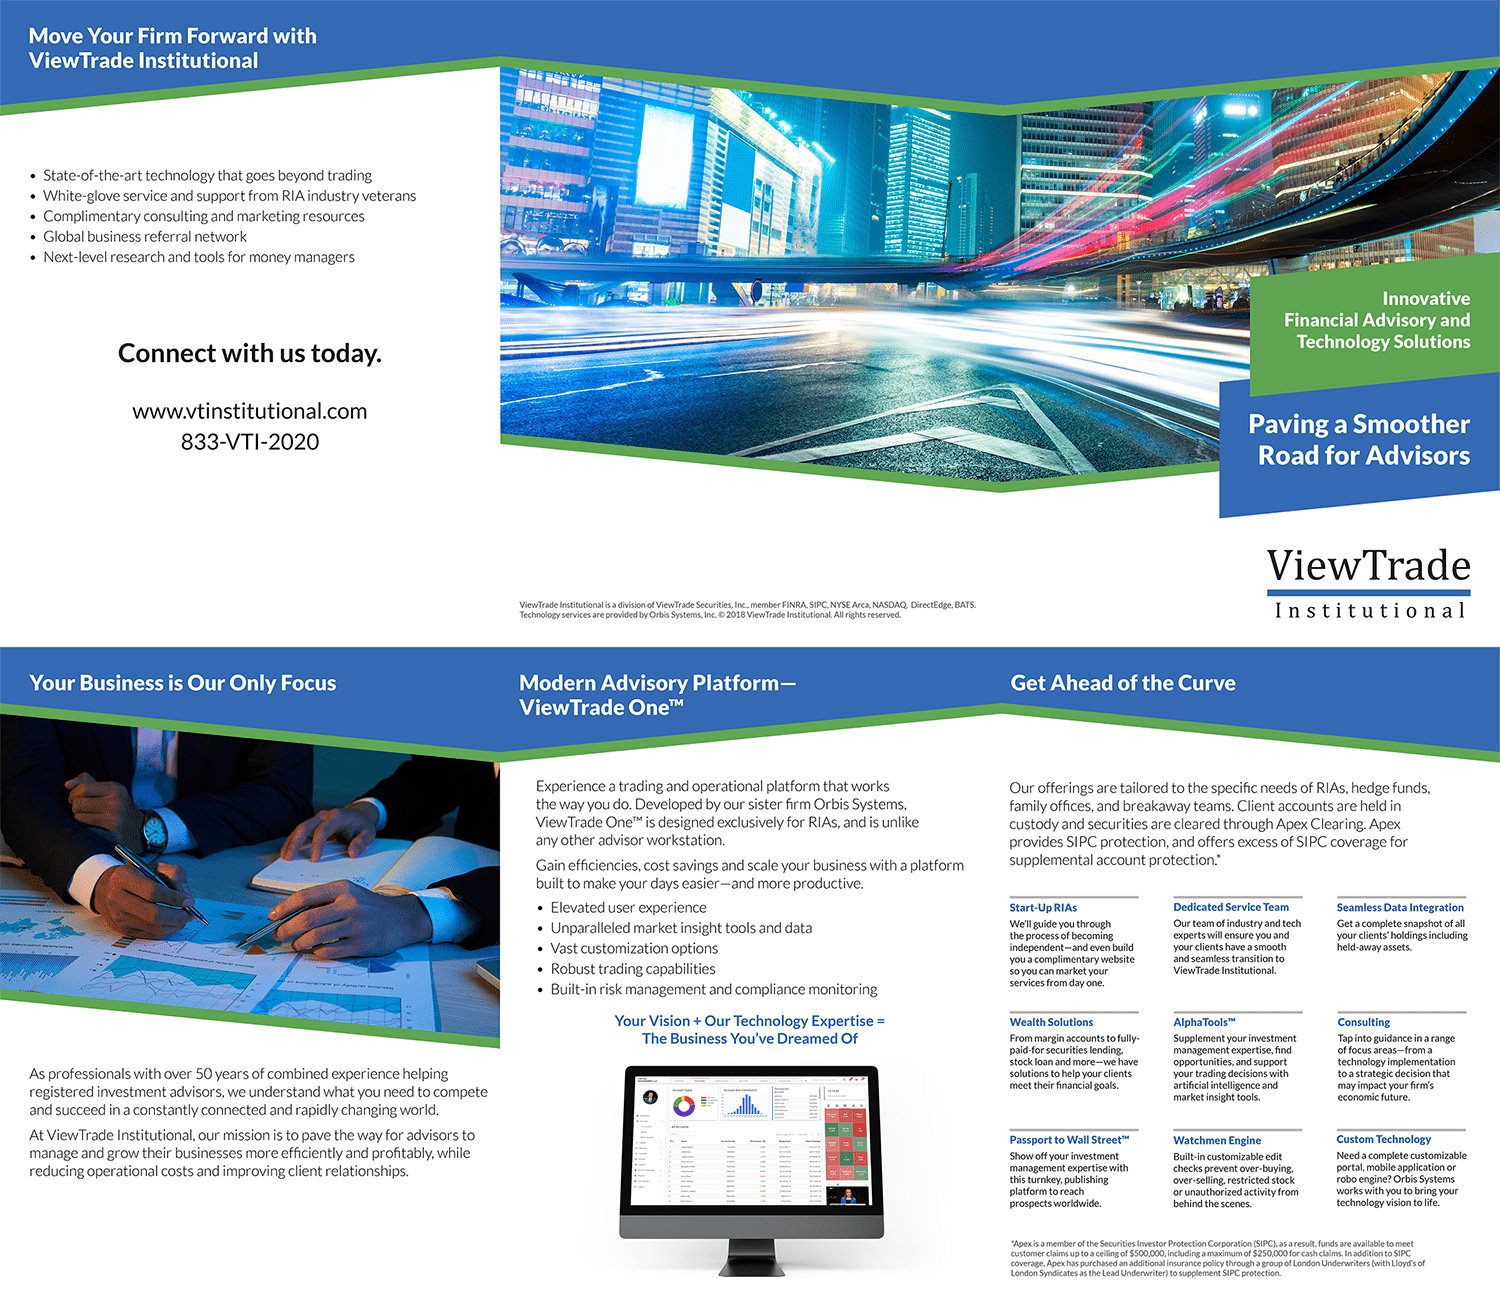 Move Your Firm Forward with
ViewTrade Institutional
• State-of-the-art technology that goes beyond trading
• White-glove service and support from RIA industry veterans
• Complimentary consulting and marketing resources
• Global business referral network
• Next-level research and tools for money managers
Connect with us today.
www.vtinstitutional.com
833-VTI-2020
ViewTrade Institutional is a division of ViewTrade Securities, Inc., member FINRA, SIPC, NYSE Arca, NASDAQ, DirectEdge, BATS.
Technology services are provided by Orbis Systems, Inc. © 2018 ViewTrade Institutional. All rights reserved.
Innovative
Financial Advisory and
Technology Solutions
Paving a Smoother
Road for Advisors
ViewTrade
Institutional
Your Business is Our Only Focus
As professionals with over 50 years of combined experience helping
registered investment advisors, we understand what you need to compete
and succeed in a constantly connected and rapidly changing world.
At ViewTrade Institutional, our mission is to pave the way for advisors to
manage and grow their businesses more efficiently and profitably, while
reducing operational costs and improving client relationships.
Modern Advisory Platform—
ViewTrade One™
Experience a trading and operational platform that works
the way you do. Developed by our sister firm Orbis Systems,
ViewTrade One™ is designed exclusively for RIAs, and is unlike
any other advisor workstation.
Gain efficiencies, cost savings and scale your business with a platform
built to make your days easier—and more productive.
• Elevated user experience
• Unparalleled market insight tools and data
• Vast customization options
• Robust trading capabilities
• Built-in risk management and compliance monitoring
Your Vision + Our Technology Expertise =
The Business You've Dreamed Of
Get Ahead of the Curve
Our offerings are tailored to the specific needs of RIAs, hedge funds,
family offices, and breakaway teams. Client accounts are held in
custody and securities are cleared through Apex Clearing. Apex
provides SIPC protection, and offers excess of SIPC coverage for
supplemental account protection.*
Start-Up RIAs
We'll guide you through
the process of becoming
independent—and even build
you a complimentary website
so you can market your
services from day one.
Dedicated Service Team
Our team of industry and tech
experts will ensure you and
your clients have a smooth
and seamless transition to
ViewTrade Institutional.
Seamless Data Integration
Get a complete snapshot of all
your clients' holdings including
held-away assets.
Wealth Solutions
From margin accounts to fully-
paid-for securities lending,
stock loan and more—we have
solutions to help your clients
meet their financial goals.
AlphaTools™
Supplement your investment
management expertise, find
opportunities, and support
your trading decisions with
artificial intelligence and
market insight tools.
Consulting
Tap into guidance in a range
of focus areas—from a
technology implementation
to a strategic decision that
may impact your firm's
economic future.
Passport to Wall Street™
Show off your investment
management expertise with
this turnkey, publishing
platform to reach
prospects worldwide.
Watchmen Engine
Built-in customizable edit
checks prevent over-buying,
over-selling, restricted stock
or unauthorized activity from
behind the scenes.
Custom Technology
Need a complete customizable
portal, mobile application or
robo engine? Orbis Systems
works with you to bring your
technology vision to life.
*Apex is a member of the Securities Investor Protection Corporation (SIPC), as a result, funds are available to meet
customer claims up to a ceiling of $500,000, including a maximum of $250,000 for cash claims. In addition to SIPC
coverage, Apex has purchased an additional insurance policy through a group of London Underwriters (with Lloyd's of
London Syndicates as the Lead Underwriter) to supplement SIPC protection.